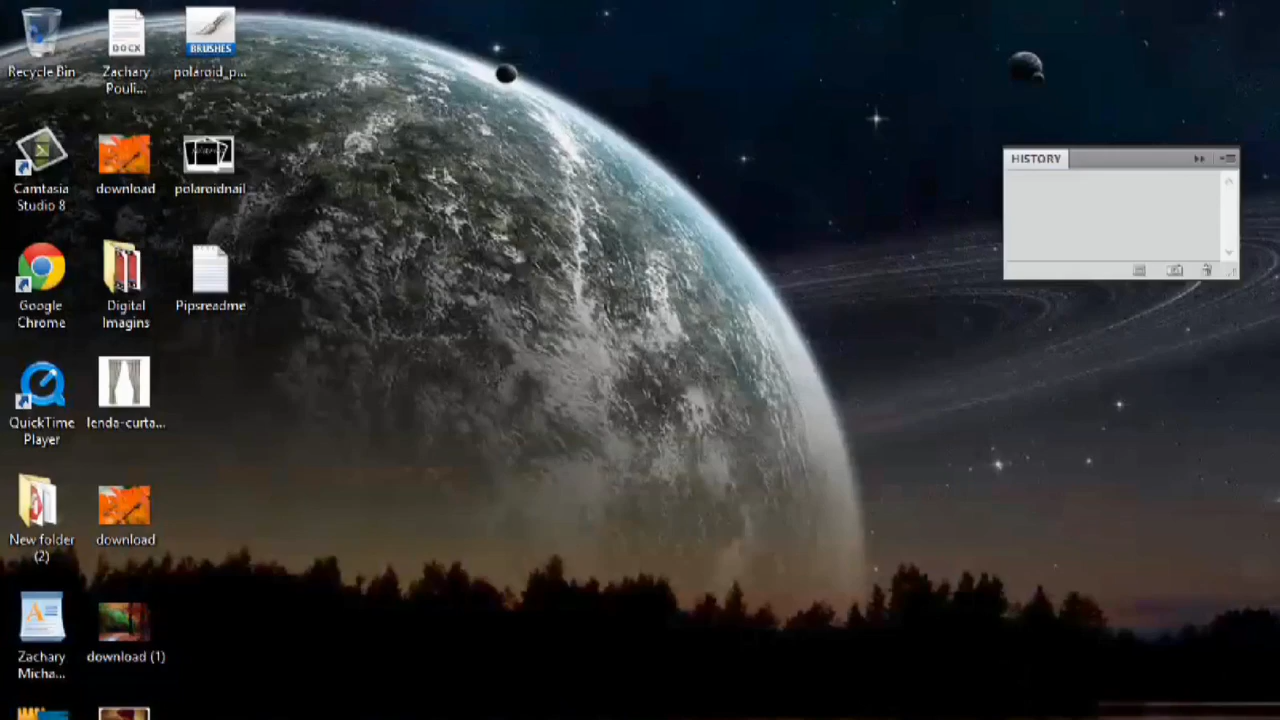 Recycle Bin
DOCX
Zachary
Pouli...
BRUSHES
polaroid_p...
Camtasia
Studio 8
download
polaroidnail
HISTORY
Google
Chrome
Digital
Imagins
Pipsreadme
QuickTime
Player
lenda-curta...
New folder
(2)
download
Zachary
Micha...
download (1)